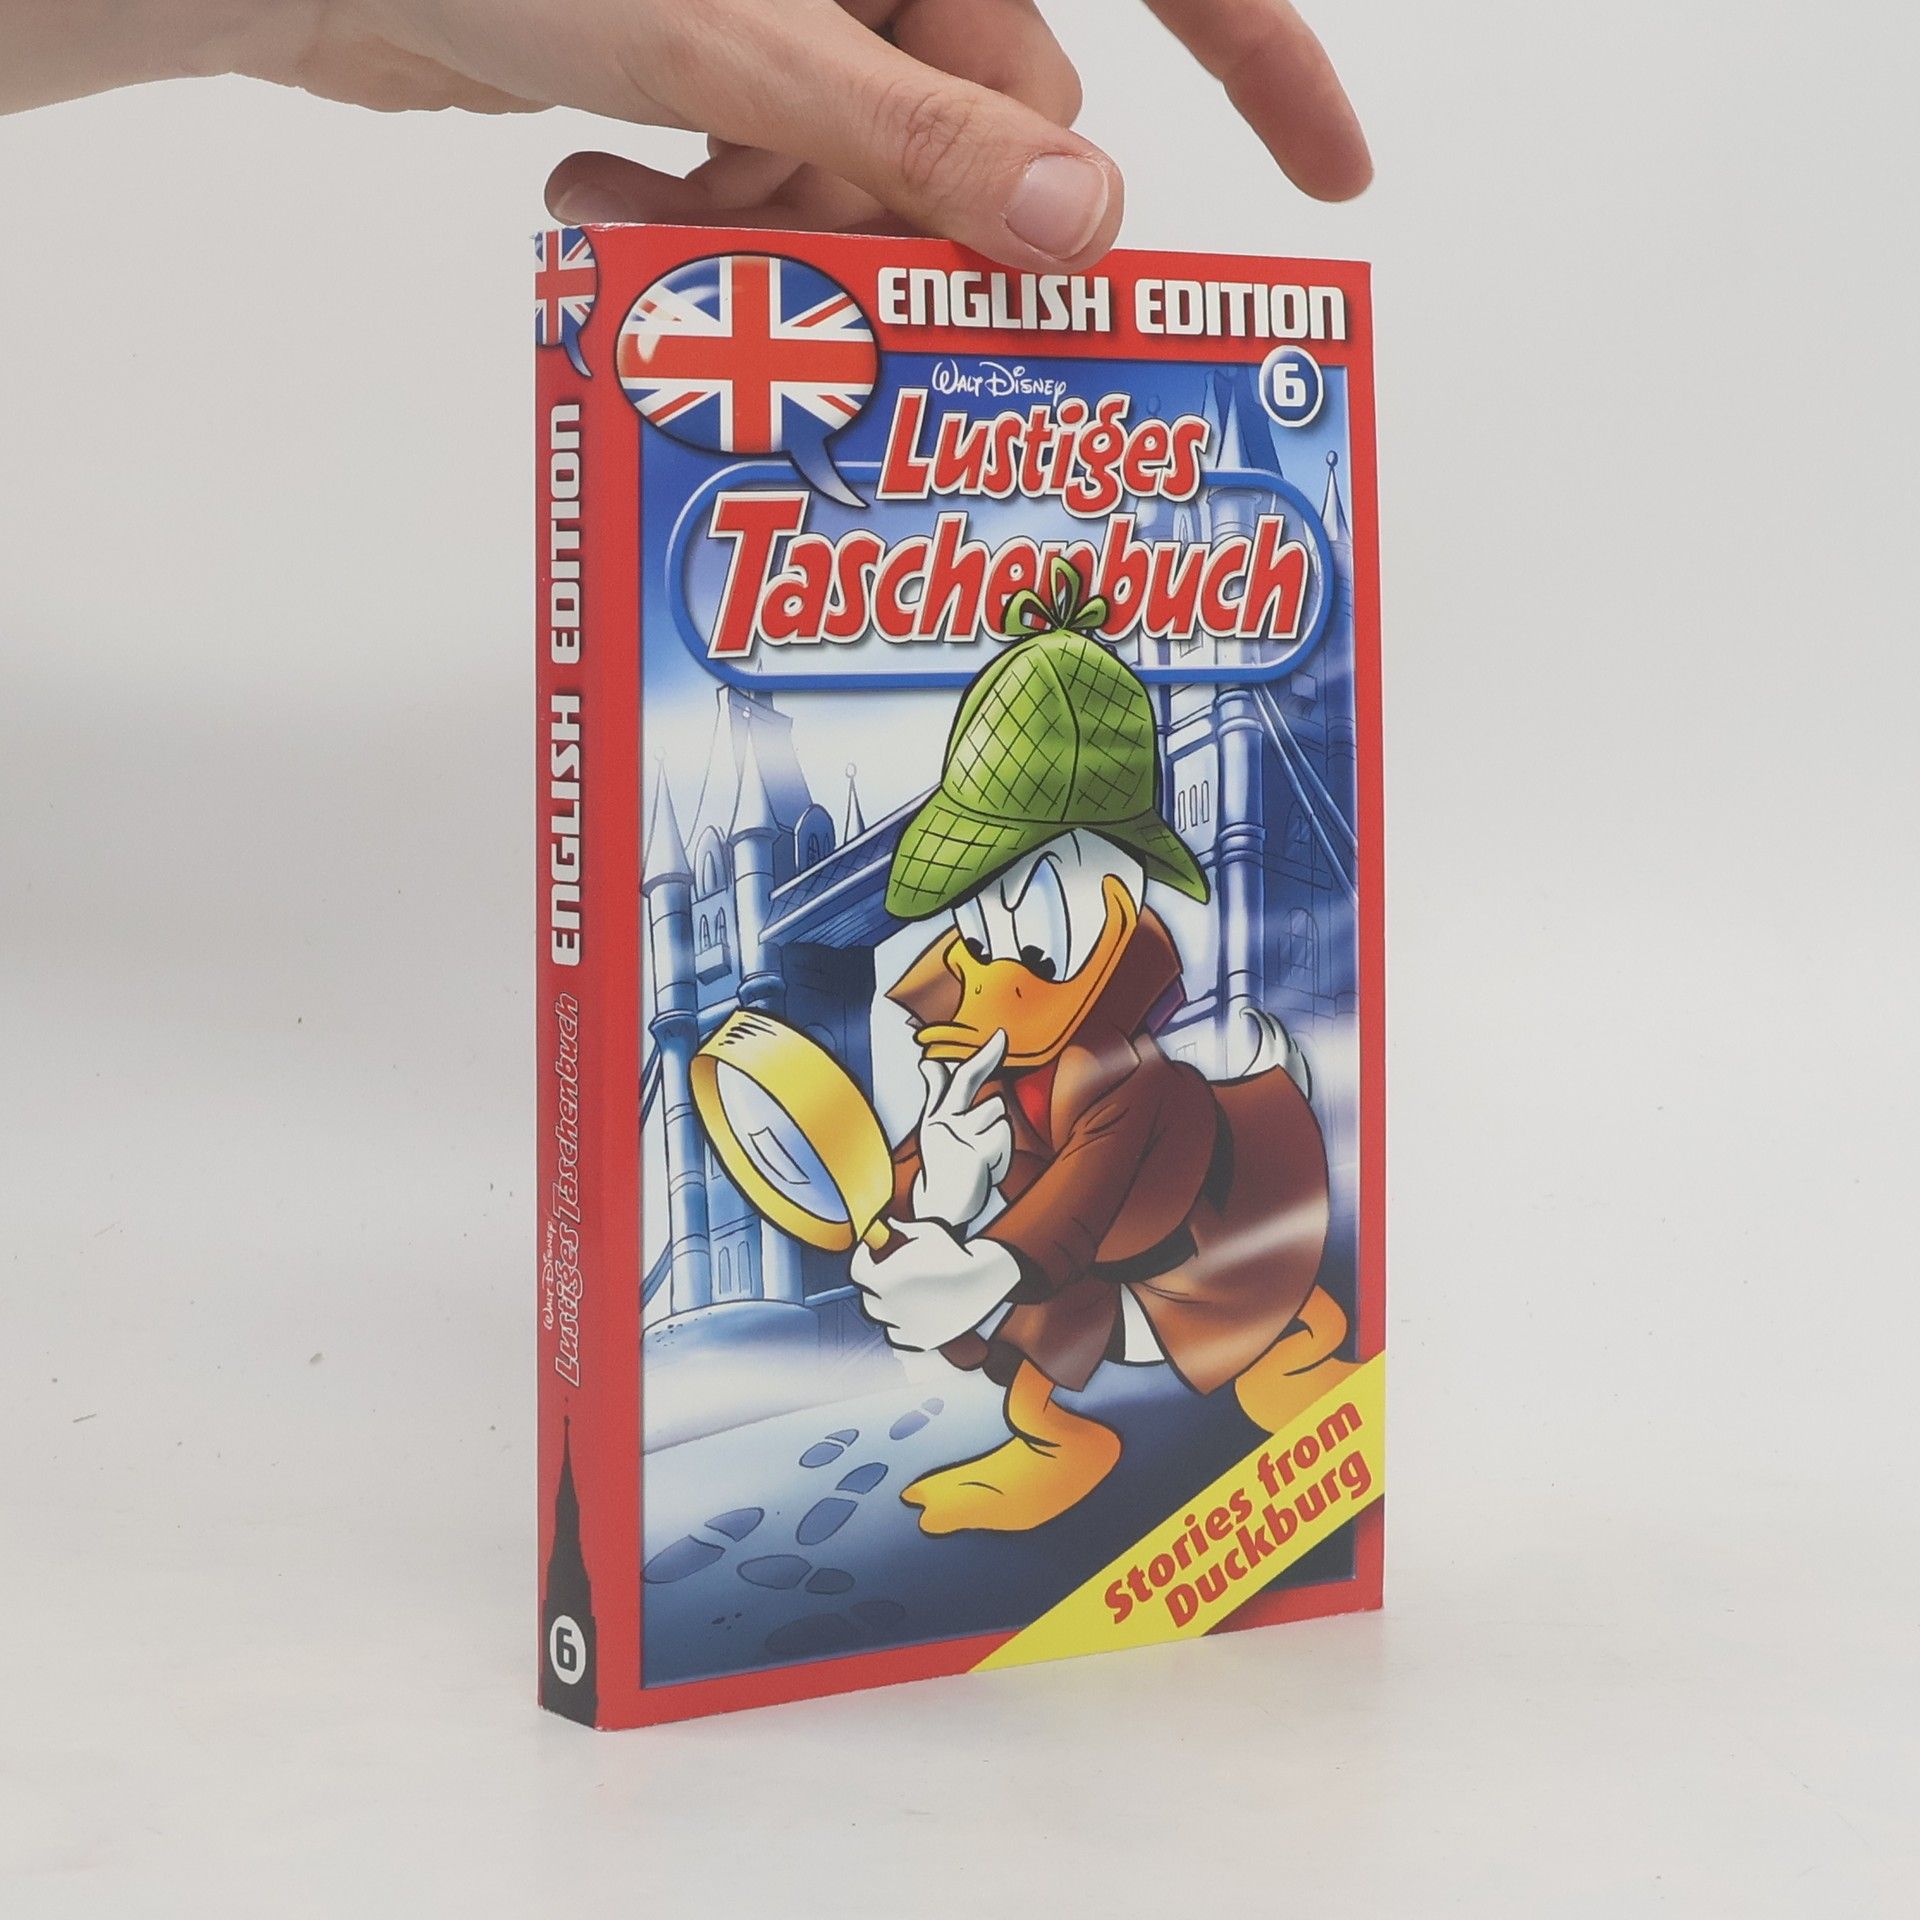 ENGLISH EDITION
6
WALT DISNEY
Lustiges
Taschenbuch
Stories from
Duckburg
ENGLISH EDITION
WALT DISNEY
Lustiges Taschenbuch
6